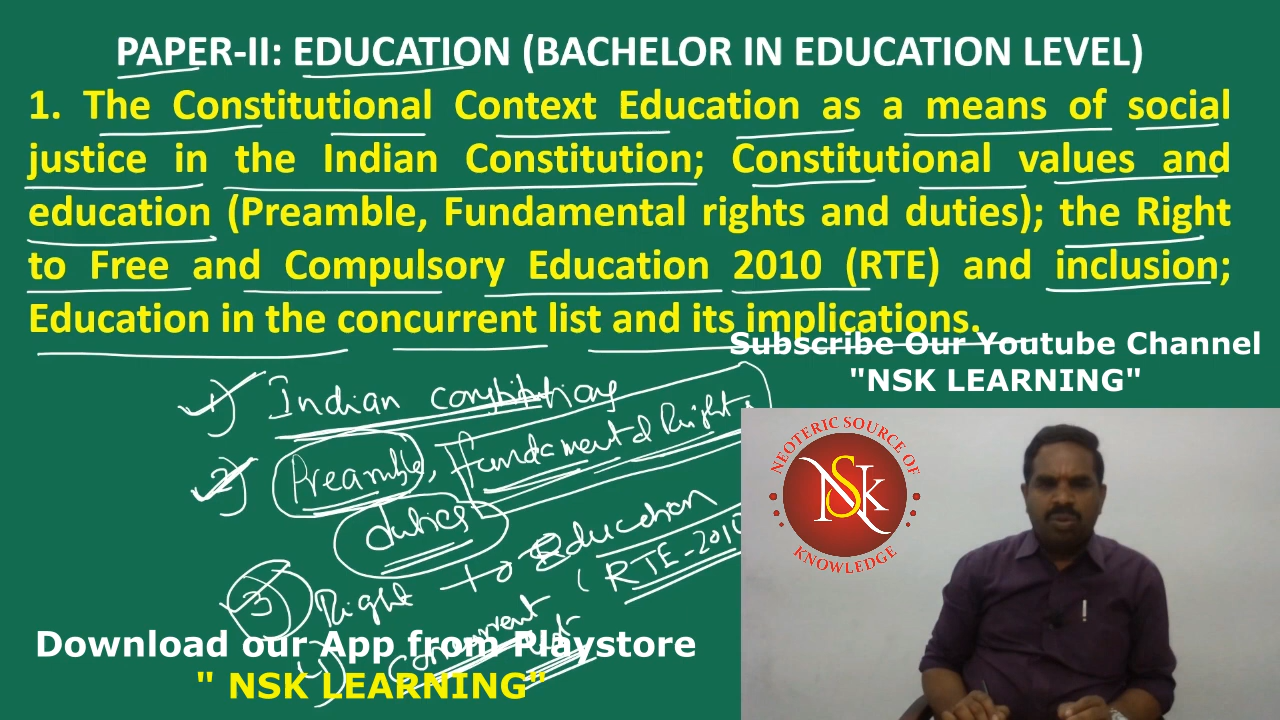 PAPER-II: EDUCATION (BACHELOR IN EDUCATION LEVEL)
1. The Constitutional Context Education as a means of social
justice in the Indian Constitution; Constitutional values and
education (Preamble, Fundamental rights and duties); the Right
to Free and Compulsory Education 2010 (RTE) and inclusion;
Education in the concurrent list and its implications.
Subscribe Our Youtube Channel
"NSK LEARNING"
1) Indian constitutions
2) Preamble, Fundamental Rights
duties
3) Right to Education
(RTE-2010
4) Concurrent
list
NEOTERIC SOURCE OF
NSK
KNOWLEDGE
Download our App from Playstore
" NSK LEARNING"